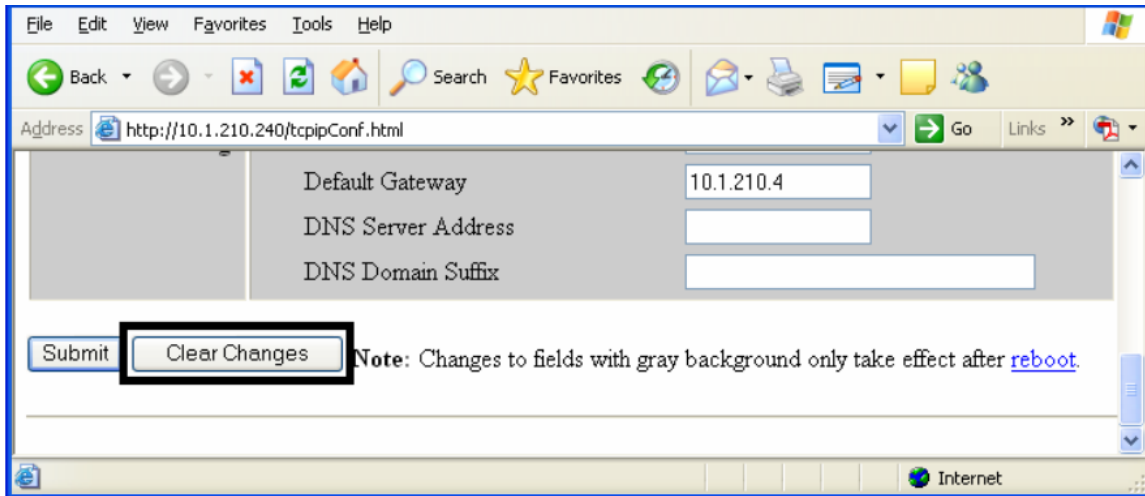 File Edit View Favorites Tools Help
Back Search Favorites
Address http://10.1.210.240/tcpipConf.html Go Links »
Default Gateway 10.1.210.4
DNS Server Address
DNS Domain Suffix
Submit Clear Changes Note: Changes to fields with gray background only take effect after reboot.
Internet